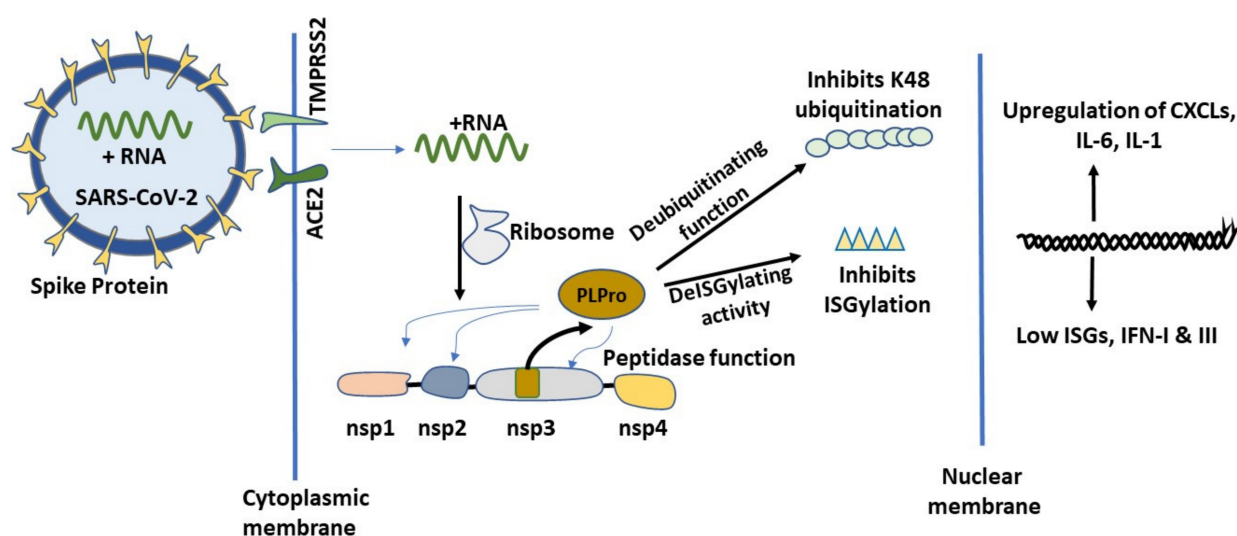 + RNA
SARS-CoV-2
Spike Protein
TMPRSS2
ACE2
Cytoplasmic
membrane
+RNA
Ribosome
PLPro
Peptidase function
nsp1
nsp2
nsp3
nsp4
Deubiquitinating
function
DeISGylating
activity
Inhibits K48
ubiquitination
Inhibits
ISGylation
Nuclear
membrane
Upregulation of CXCLs,
IL-6, IL-1
Low ISGs, IFN-I & III